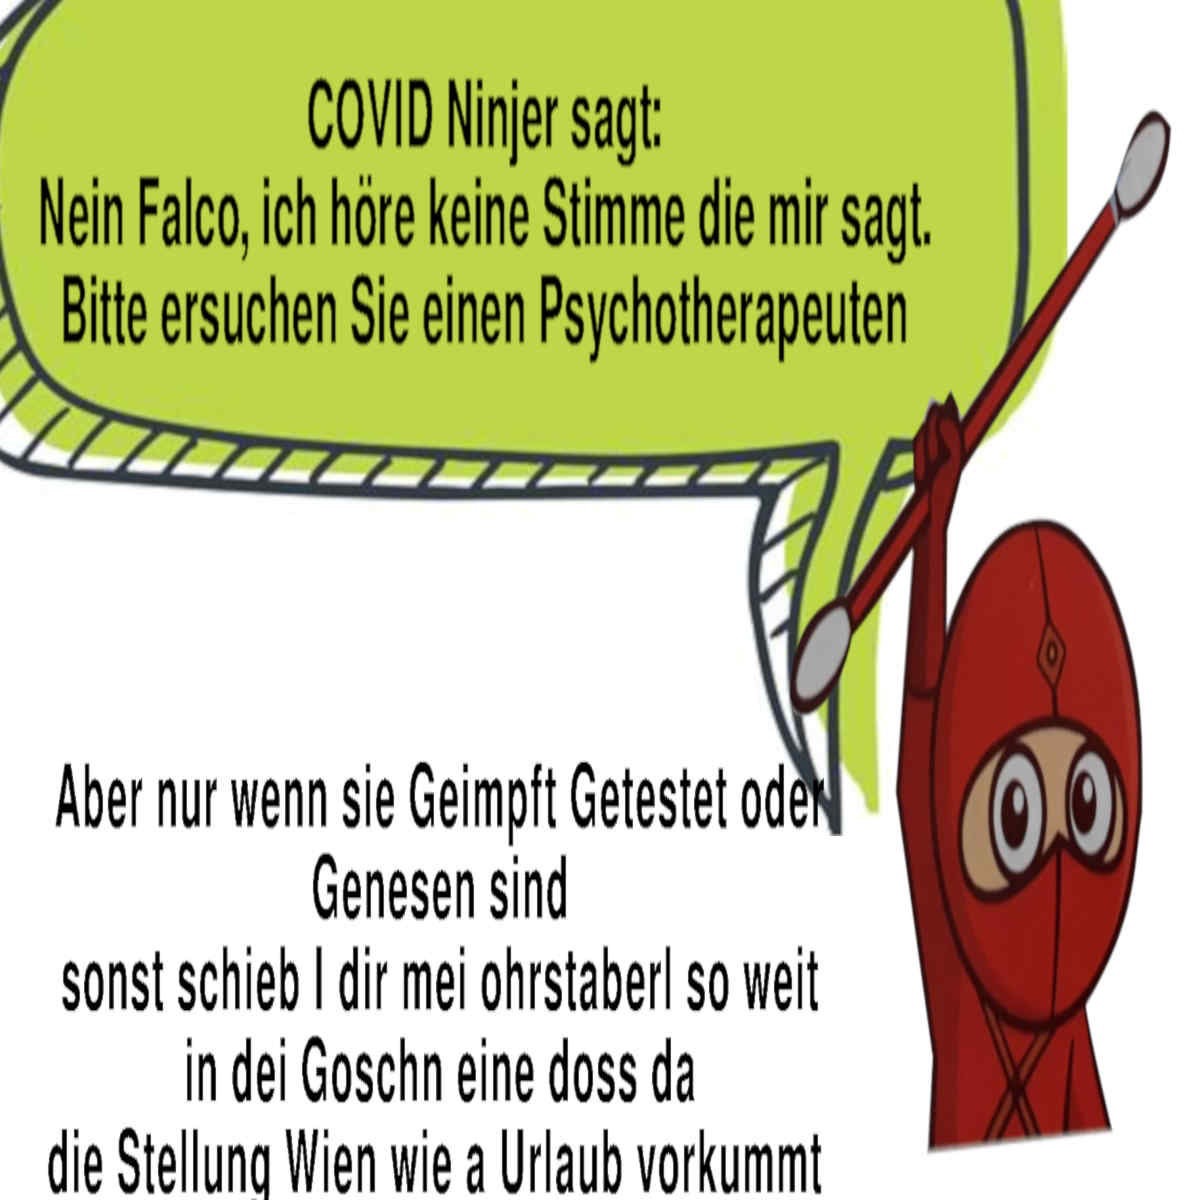 COVID Ninjer sagt:
Nein Falco, ich höre keine Stimme die mir sagt.
Bitte ersuchen Sie einen Psychotherapeuten
Aber nur wenn sie Geimpft Getestet oder
Genesen sind
sonst schieb I dir mei ohrstaberl so weit
in dei Goschn eine doss da
die Stellung Wien wie a Urlaub vorkummt